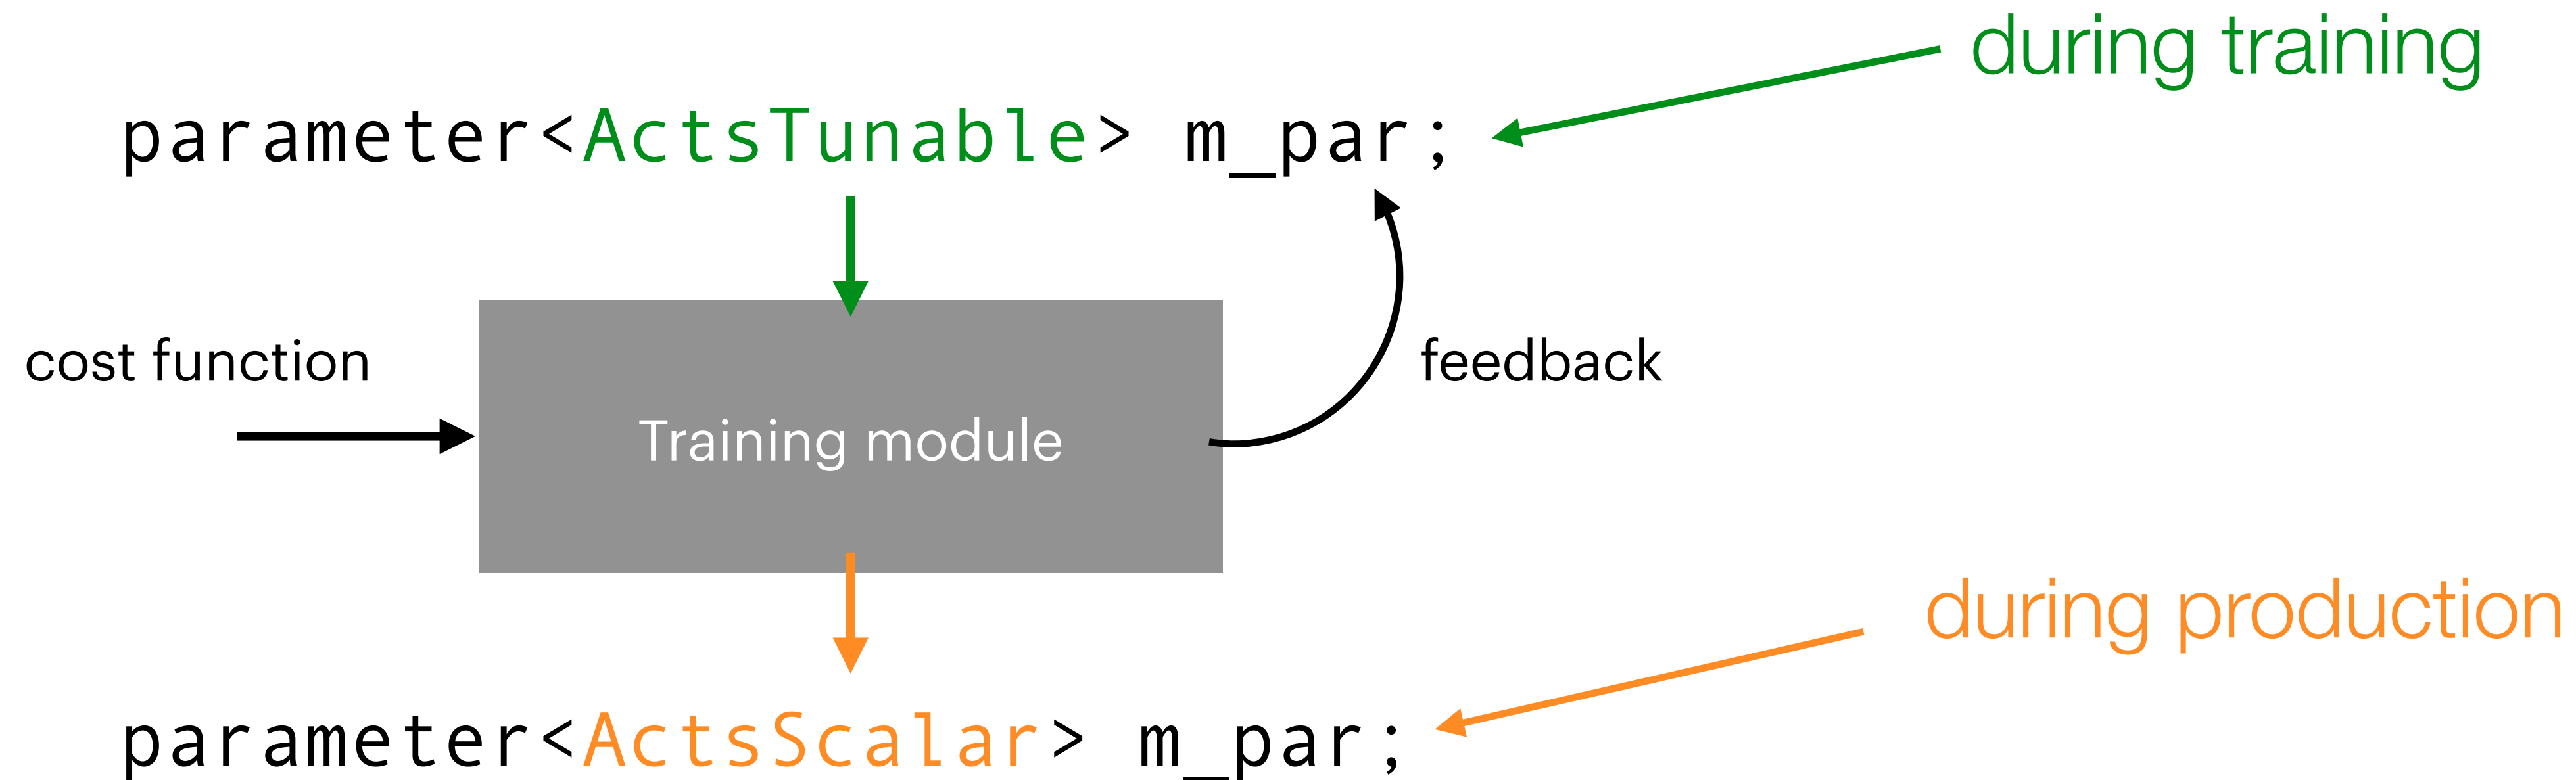 during training
parameter<ActsTunable> m_par;
cost function
feedback
Training module
during production
parameter<ActsScalar> m_par;